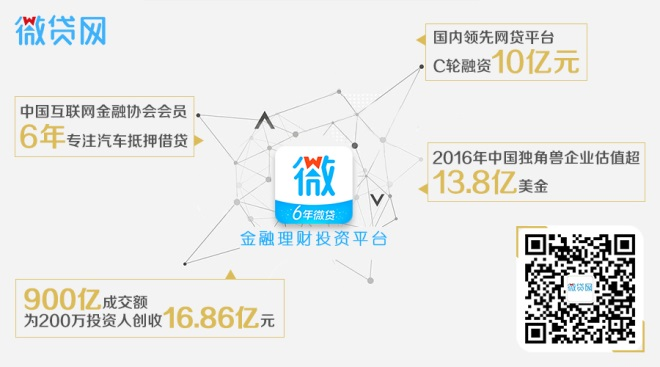 微贷网
国内领先网贷平台
C轮融资10亿元
中国互联网金融协会会员
6年专注汽车抵押借贷
2016年中国独角兽企业估值超
13.8亿美金
微
6年微贷
金融理财投资平台
900亿成交额
为200万投资人创收16.86亿元
微贷网